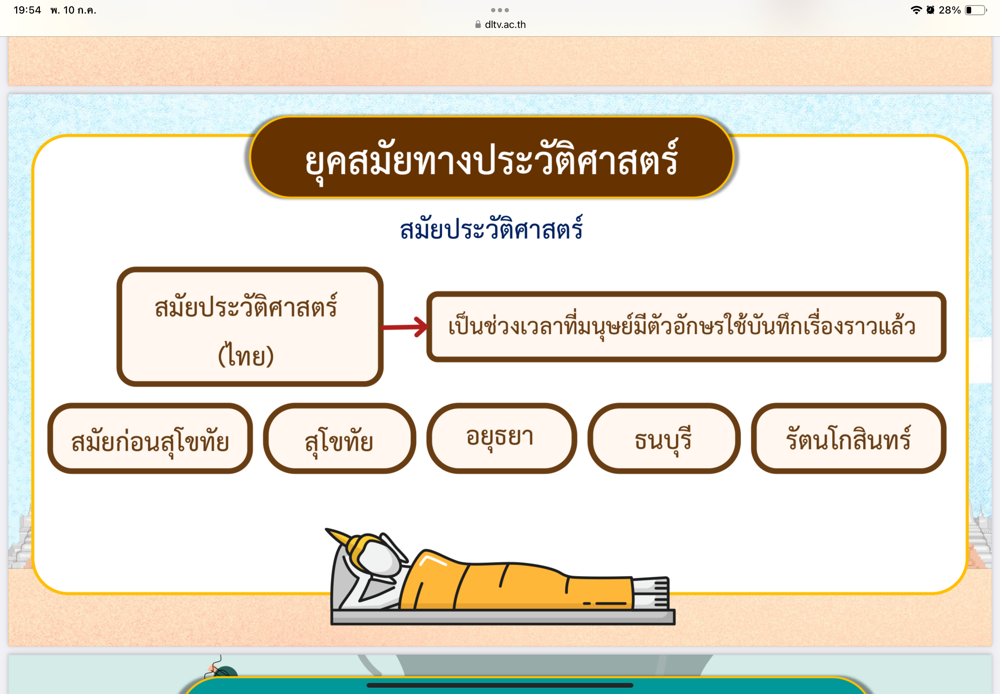 19:54 พ. 10 ก.ค.
28%
dltv.ac.th
ยุคสมัยทางประวัติศาสตร์
สมัยประวัติศาสตร์
สมัยประวัติศาสตร์
(ไทย)
เป็นช่วงเวลาที่มนุษย์มีตัวอักษรใช้บันทึกเรื่องราวแล้ว
สมัยก่อนสุโขทัย
สุโขทัย
อยุธยา
ธนบุรี
รัตนโกสินทร์